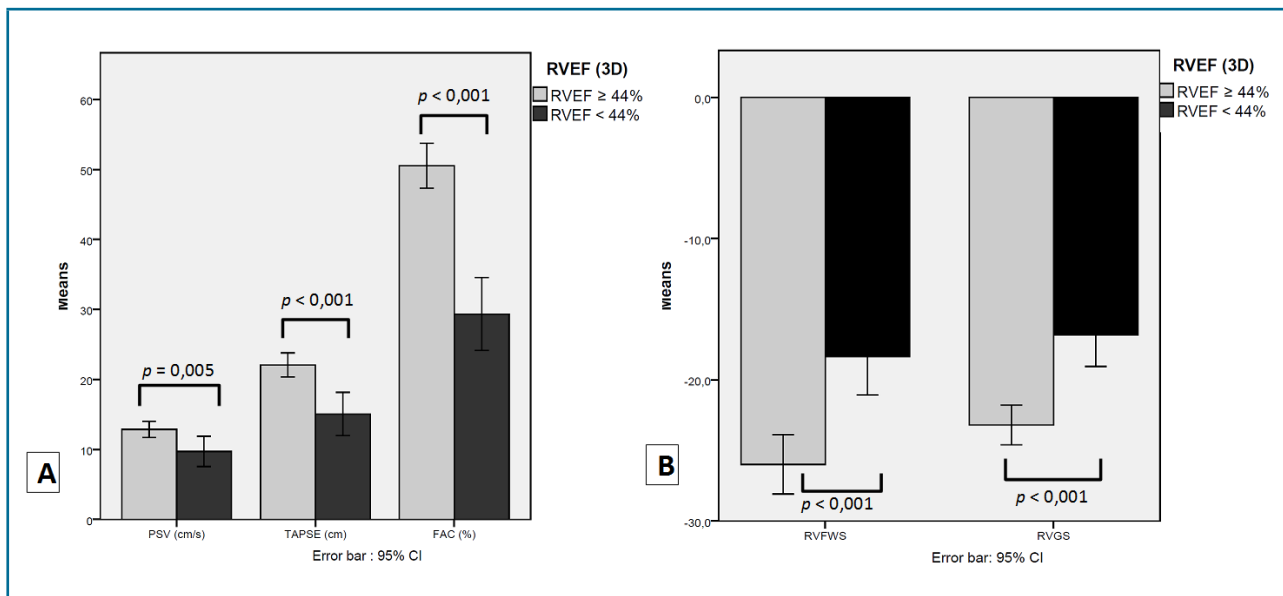 RVEF (3D)
RVEF ≥ 44%
RVEF < 44%
60
50
40
30
20
10
0
Means
p < 0,001
p < 0,001
p = 0,005
A
PSV (cm/s) TAPSE (cm) FAC (%)
Error bar : 95% CI
RVEF (3D)
RVEF ≥ 44%
RVEF < 44%
0,0
-10,0
-20,0
-30,0
Means
B
p < 0,001
p < 0,001
RVFWS RVGS
Error bar: 95% CI